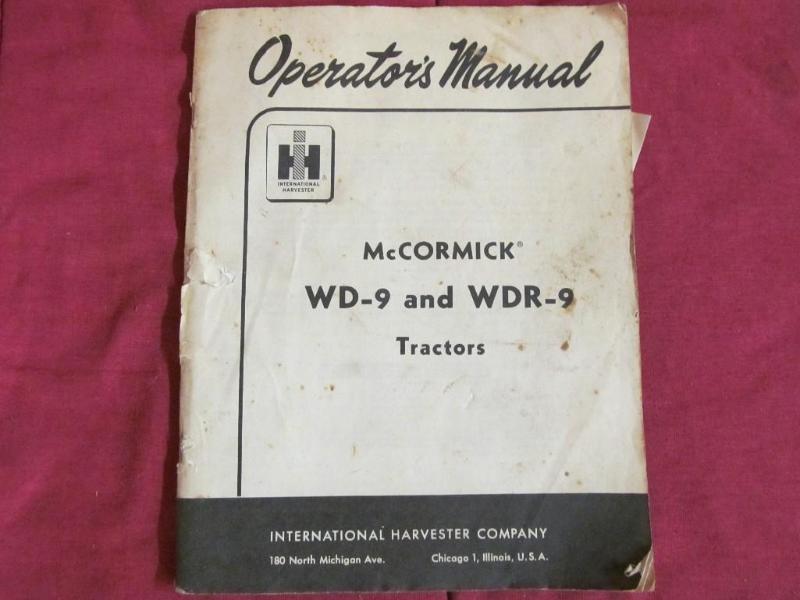 Operator's Manual
IH
INTERNATIONAL
HARVESTER
®
McCORMICK®
WD-9 and WDR-9
Tractors
INTERNATIONAL HARVESTER COMPANY
180 North Michigan Ave. Chicago 1, Illinois, U.S.A.